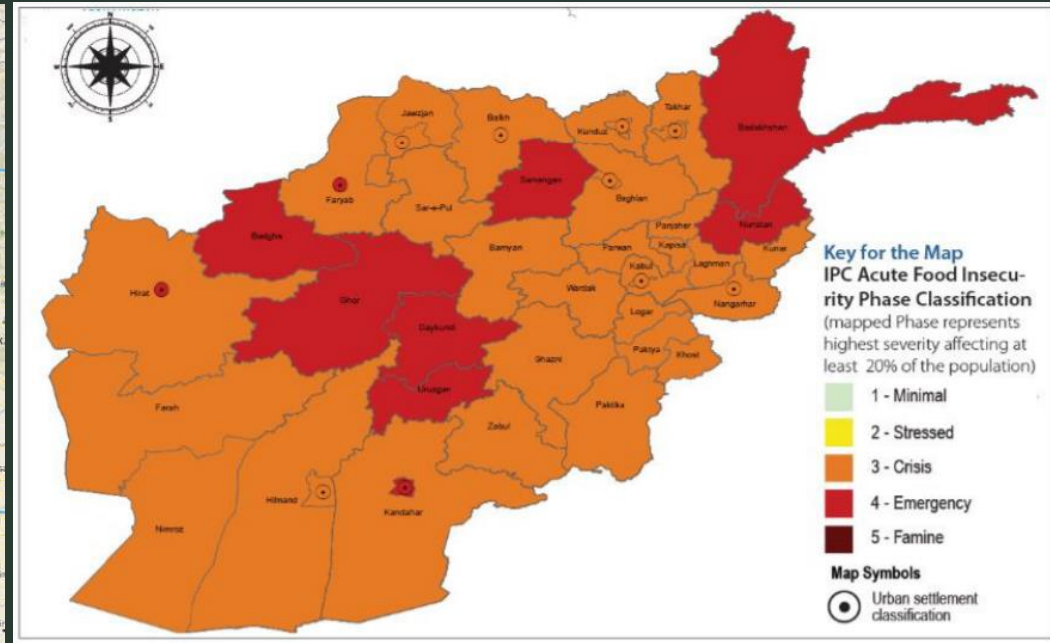 Badakhshan
Takhar
Jawzjan
Balkh
Kunduz
Samangan
Faryab
Sar-e-Pul
Baghlan
Nuristan
Badghis
Panjsher
Kunar
Bamyan
Parwan
Kapisa
Laghman
Kabul
Hirat
Wardak
Nangarhar
Ghor
Logar
Daykundi
Paktya
Khost
Ghazni
Uruzgan
Farah
Paktika
Zabul
Hilmand
Kandahar
Nimroz
Key for the Map
IPC Acute Food Insecu-
rity Phase Classification
(mapped Phase represents
highest severity affecting at
least 20% of the population)
1 - Minimal
2 - Stressed
3 - Crisis
4 - Emergency
5 - Famine
Map Symbols
Urban settlement
classification